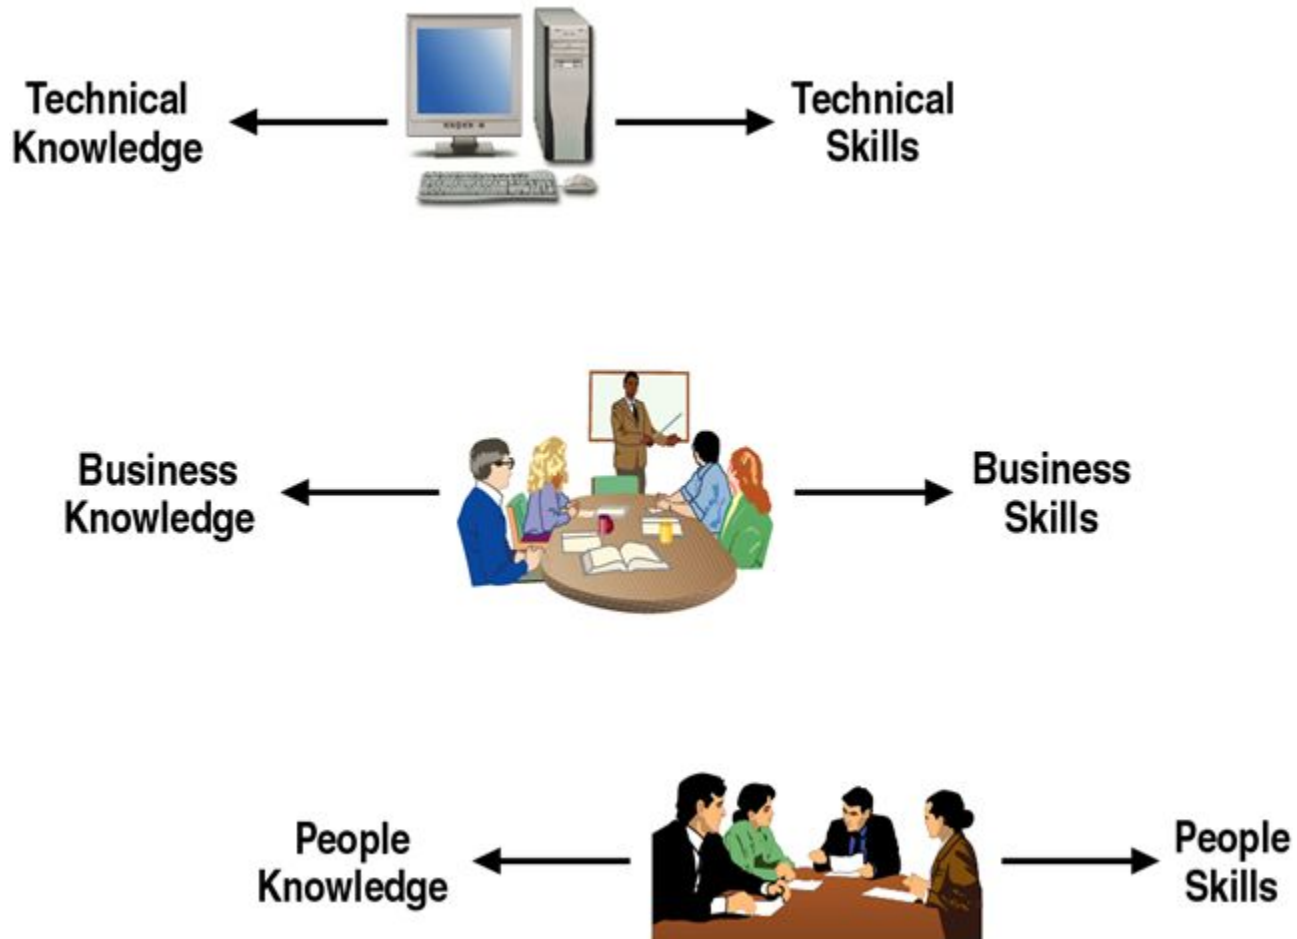 Technical
Knowledge
Technical
Skills
Business
Knowledge
Business
Skills
People
Knowledge
People
Skills